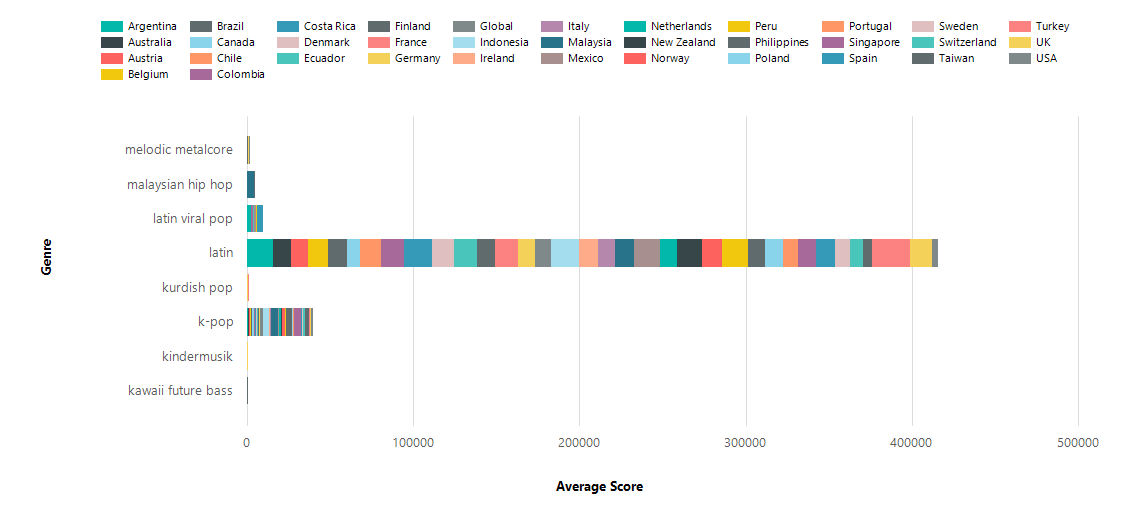 Argentina Brazil Costa Rica Finland Global Italy Netherlands Peru Portugal Sweden Turkey
Australia Canada Denmark France Indonesia Malaysia New Zealand Philippines Singapore Switzerland UK
Austria Chile Ecuador Germany Ireland Mexico Norway Poland Spain Taiwan USA
Belgium Colombia
melodic metalcore
malaysian hip hop
latin viral pop
latin
kurdish pop
k-pop
kindermusik
kawaii future bass
Genre
0 100000 200000 300000 400000 500000
Average Score